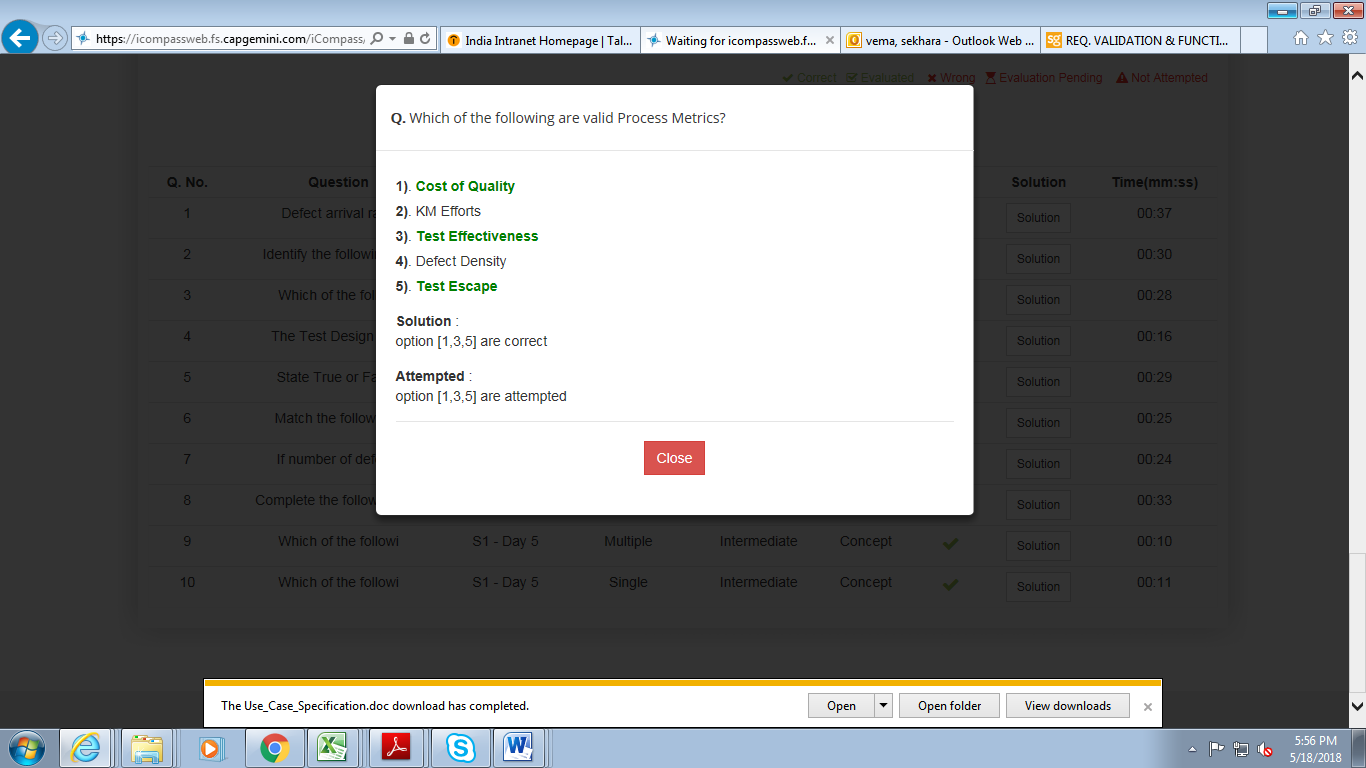 https://icompassweb.fs.capgemini.com/iCompass/
India Intranet Homepage | Tal...
Waiting for icompassweb.f...
vema, sekhara - Outlook Web ...
REQ. VALIDATION & FUNCTI...
Correct Evaluated Wrong Evaluation Pending Not Attempted
Q. Which of the following are valid Process Metrics?
1). Cost of Quality
2). KM Efforts
3). Test Effectiveness
4). Defect Density
5). Test Escape
Solution :
option [1,3,5] are correct
Attempted :
option [1,3,5] are attempted
Close
Q. No. Question Solution Time(mm:ss)
1 Defect arrival ra Solution 00:37
2 Identify the followi Solution 00:30
3 Which of the fol Solution 00:28
4 The Test Design Solution 00:16
5 State True or Fa Solution 00:29
6 Match the follow Solution 00:25
7 If number of def Solution 00:24
8 Complete the follow Solution 00:33
9 Which of the followi S1 - Day 5 Multiple Intermediate Concept Solution 00:10
10 Which of the followi S1 - Day 5 Single Intermediate Concept Solution 00:11
The Use_Case_Specification.doc download has completed.
Open Open folder View downloads
5:56 PM
5/18/2018